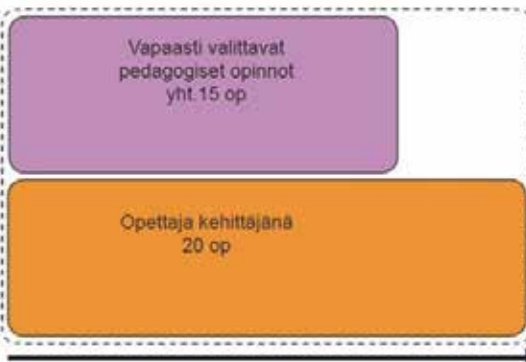 Vapaasti valittavat
pedagogiset opinnot
yht.15 op
Opettaja kehittäjänä
20 op